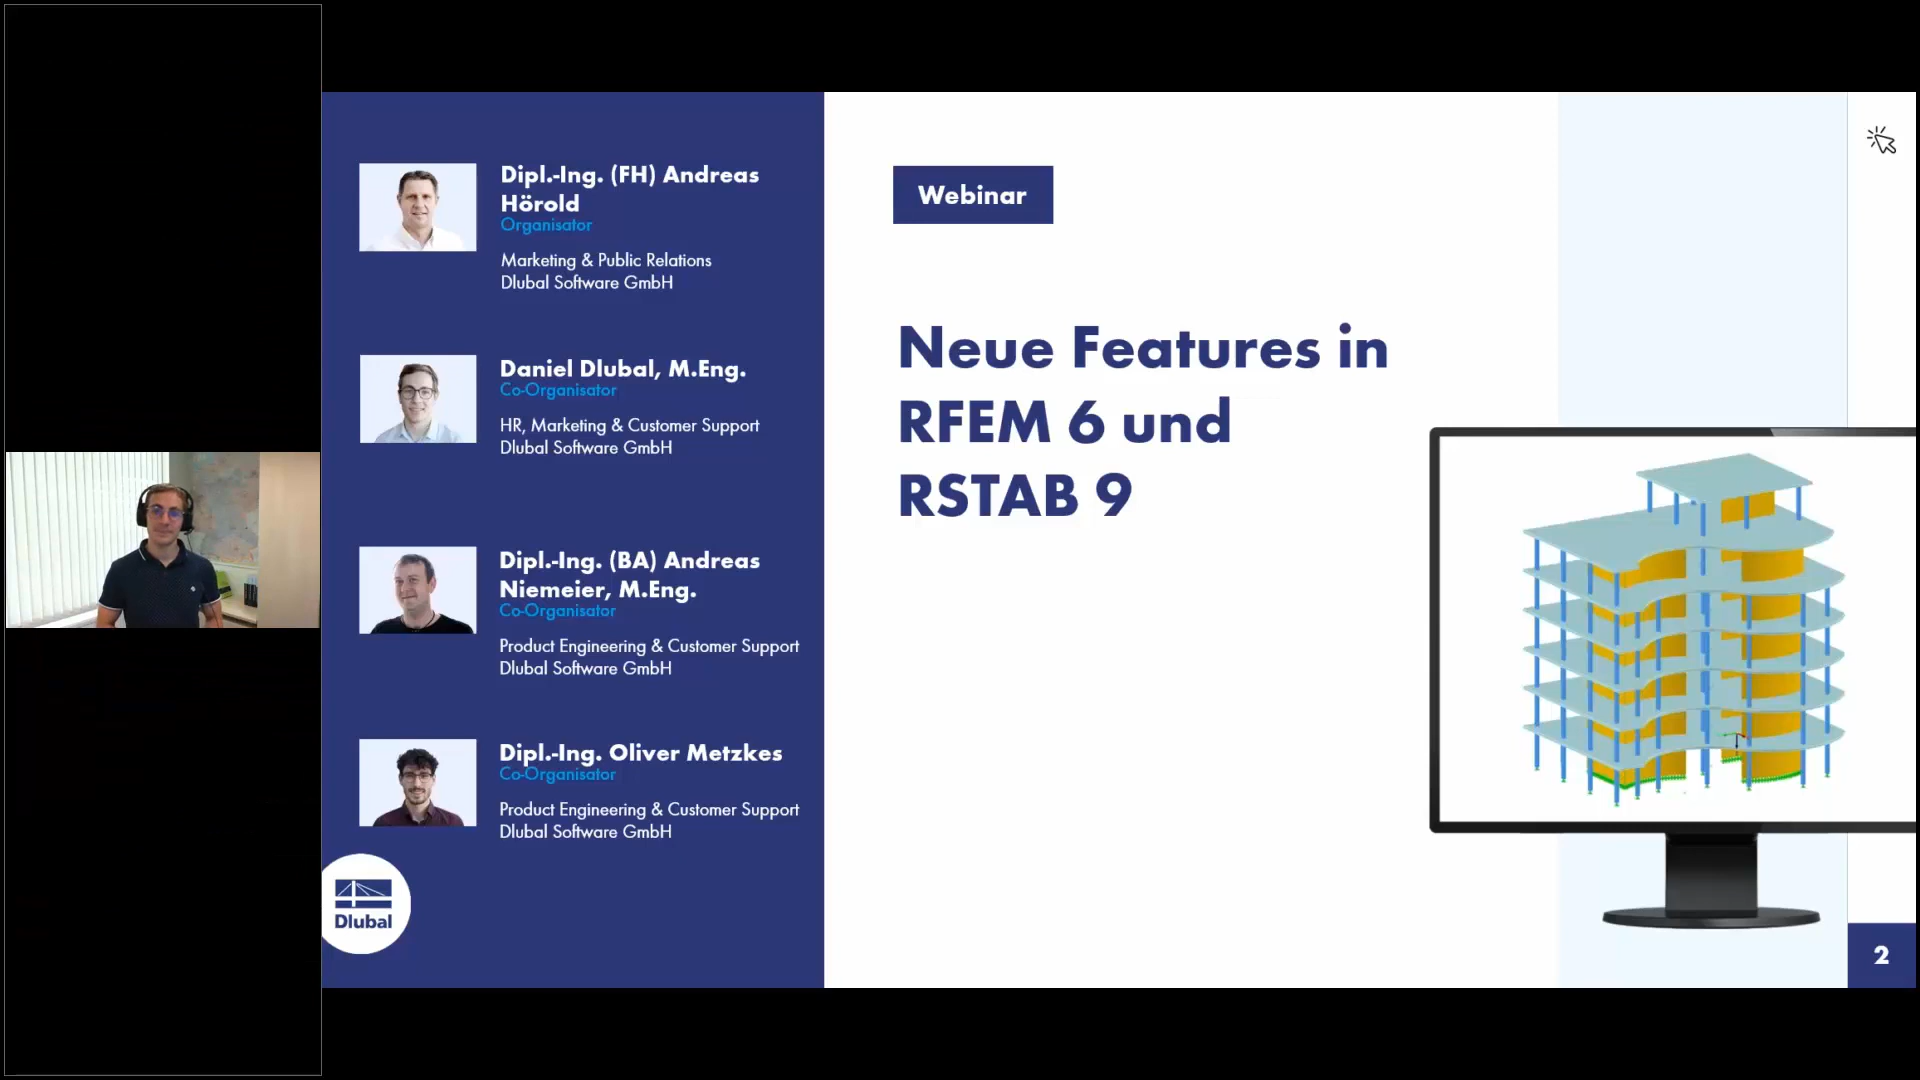 Dipl.-Ing. (FH) Andreas
Hörold
Organisator
Marketing & Public Relations
Dlubal Software GmbH
Daniel Dlubal, M.Eng.
Co-Organisator
HR, Marketing & Customer Support
Dlubal Software GmbH
Dipl.-Ing. (BA) Andreas
Niemeier, M.Eng.
Co-Organisator
Product Engineering & Customer Support
Dlubal Software GmbH
Dipl.-Ing. Oliver Metzkes
Co-Organisator
Product Engineering & Customer Support
Dlubal Software GmbH
Dlubal
Webinar
Neue Features in
RFEM 6 und
RSTAB 9
2